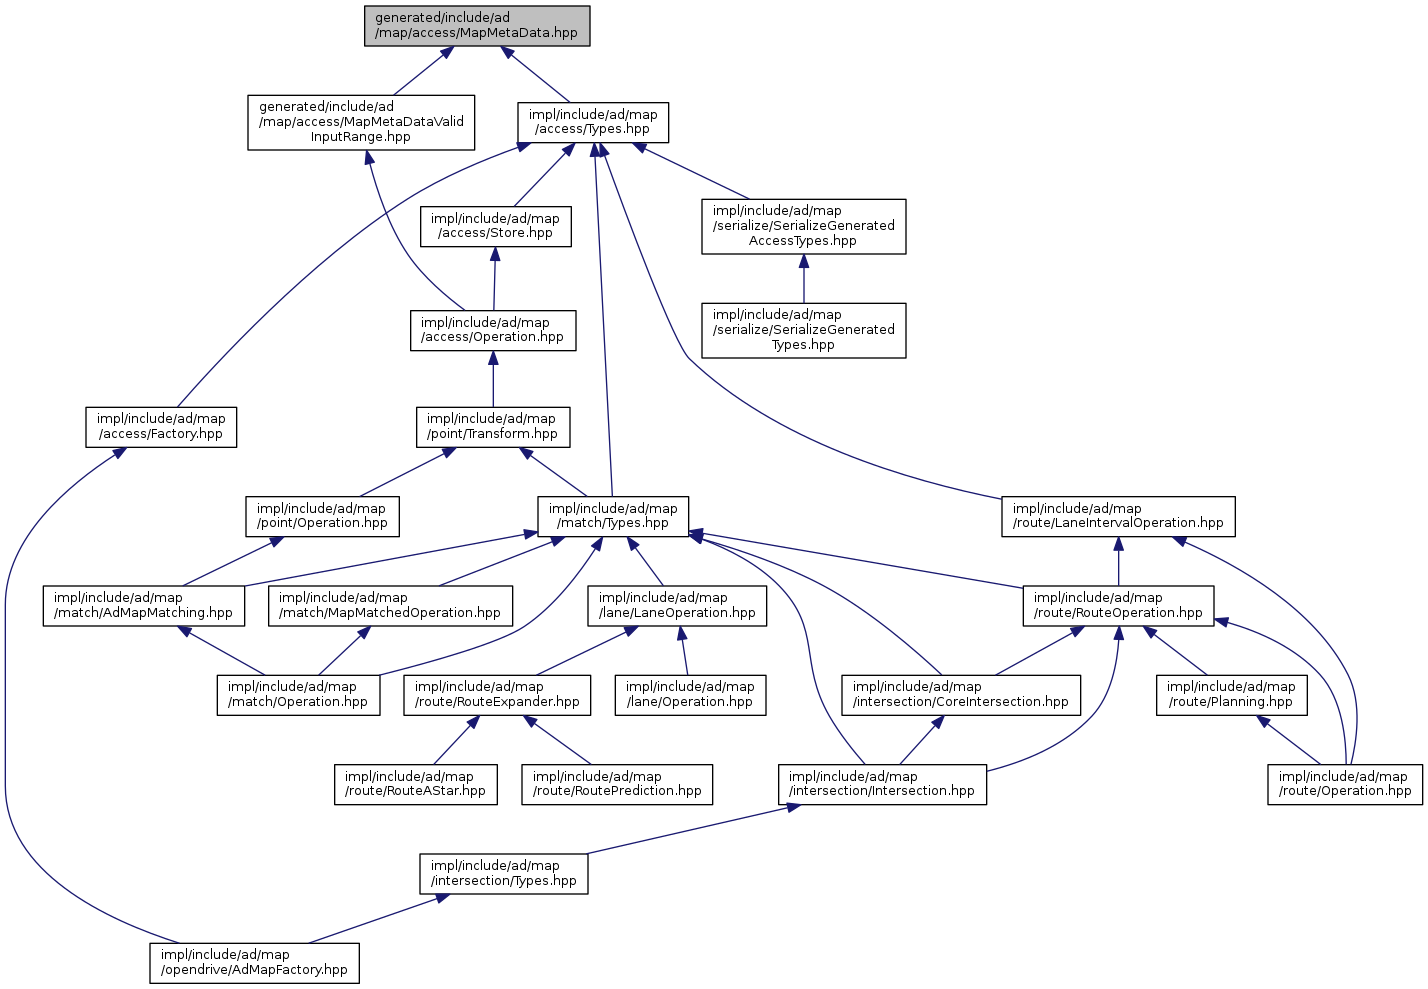 generated/include/ad
/map/access/MapMetaData.hpp
generated/include/ad
/map/access/MapMetaDataValid
InputRange.hpp
impl/include/ad/map
/access/Types.hpp
impl/include/ad/map
/access/Store.hpp
impl/include/ad/map
/serialize/SerializeGenerated
AccessTypes.hpp
impl/include/ad/map
/access/Operation.hpp
impl/include/ad/map
/serialize/SerializeGenerated
Types.hpp
impl/include/ad/map
/access/Factory.hpp
impl/include/ad/map
/point/Transform.hpp
impl/include/ad/map
/point/Operation.hpp
impl/include/ad/map
/match/Types.hpp
impl/include/ad/map
/route/LaneIntervalOperation.hpp
impl/include/ad/map
/match/AdMapMatching.hpp
impl/include/ad/map
/match/MapMatchedOperation.hpp
impl/include/ad/map
/lane/LaneOperation.hpp
impl/include/ad/map
/route/RouteOperation.hpp
impl/include/ad/map
/match/Operation.hpp
impl/include/ad/map
/route/RouteExpander.hpp
impl/include/ad/map
/lane/Operation.hpp
impl/include/ad/map
/intersection/CoreIntersection.hpp
impl/include/ad/map
/route/Planning.hpp
impl/include/ad/map
/route/RouteAStar.hpp
impl/include/ad/map
/route/RoutePrediction.hpp
impl/include/ad/map
/intersection/Intersection.hpp
impl/include/ad/map
/route/Operation.hpp
impl/include/ad/map
/intersection/Types.hpp
impl/include/ad/map
/opendrive/AdMapFactory.hpp